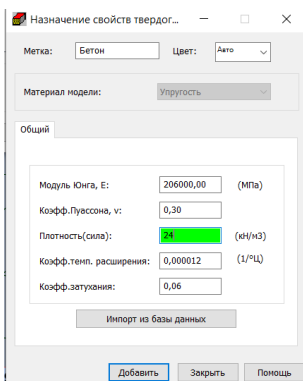 Назначение свойств твердог...
Метка: Бетон Цвет: Авто
Материал модели: Упругость
Общий
Модуль Юнга, E: 206000,00 (МПа)
Коэфф.Пуассона, ν: 0,30
Плотность(сила): 24 (кН/м3)
Коэфф.темп. расширения: 0,000012 (1/°Ц)
Коэфф.затухания: 0,06
Импорт из базы данных
Добавить Закрыть Помощь